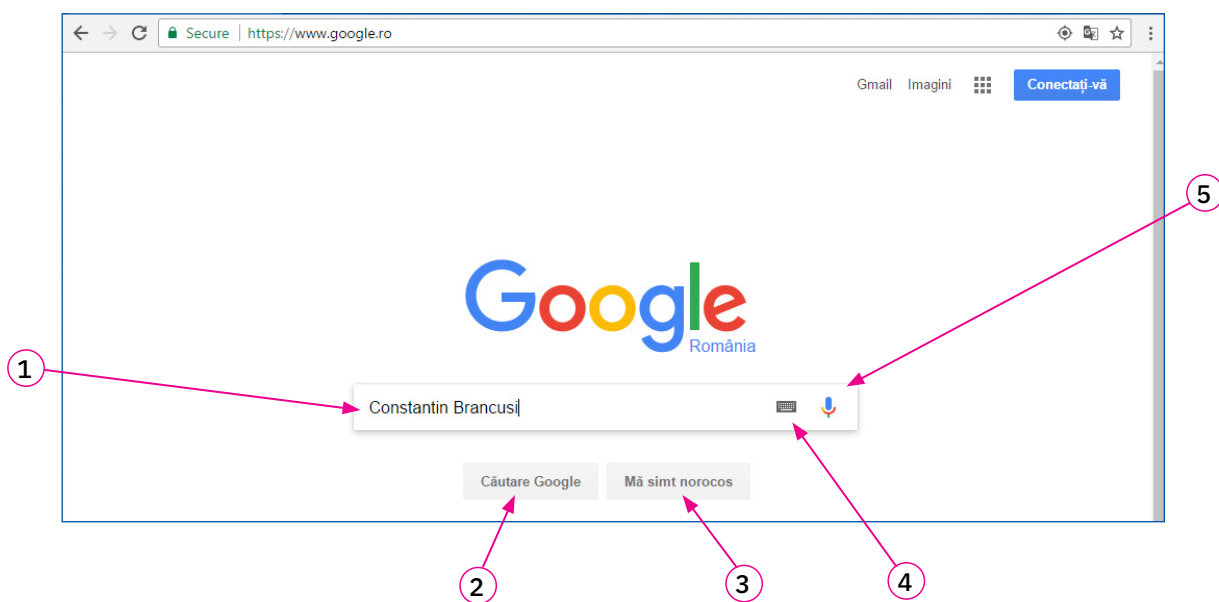 Secure | https://www.google.ro
Gmail Imagini Conectați-vă
5
Google
România
1
Constantin Brancusi
Căutare Google Mă simt norocos
2
3
4